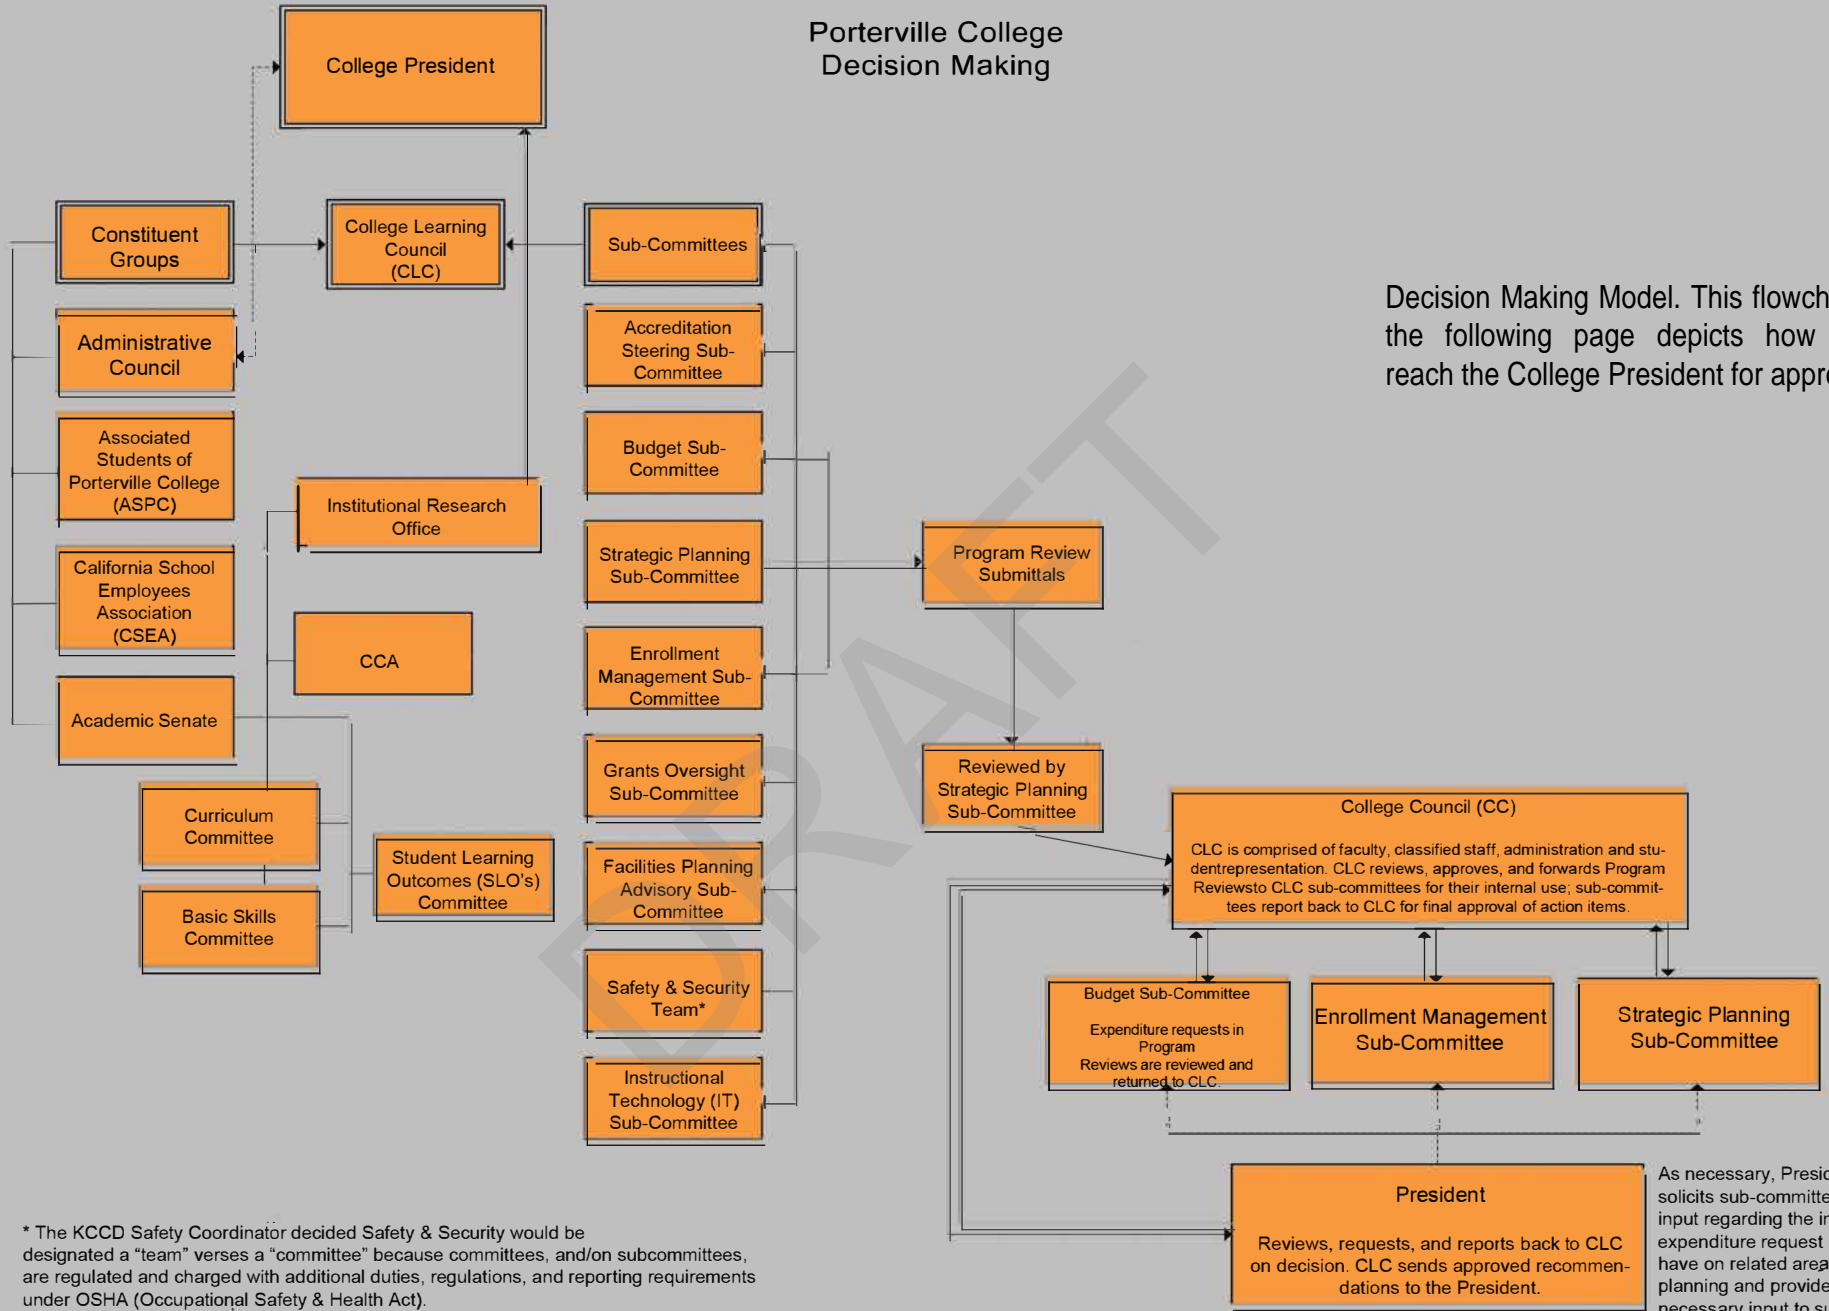 Porterville College
Decision Making
College President
Constituent
Groups
College Learning
Council
(CLC)
Sub-Committees
Administrative
Council
Associated
Students of
Porterville College
(ASPC)
California School
Employees
Association
(CSEA)
Academic Senate
Institutional Research
Office
CCA
Curriculum
Committee
Basic Skills
Committee
Student Learning
Outcomes (SLO's)
Committee
Accreditation
Steering Sub-
Committee
Budget Sub-
Committee
Strategic Planning
Sub-Committee
Enrollment
Management Sub-
Committee
Grants Oversight
Sub-Committee
Facilities Planning
Advisory Sub-
Committee
Safety & Security
Team*
Instructional
Technology (IT)
Sub-Committee
Program Review
Submittals
Reviewed by
Strategic Planning
Sub-Committee
Decision Making Model. This flowch
the following page depicts how
reach the College President for appr
College Council (CC)
CLC is comprised of faculty, classified staff, administration and stu-
dentrepresentation. CLC reviews, approves, and forwards Program
Reviewsto CLC sub-committees for their internal use; sub-commit-
tees report back to CLC for final approval of action items.
Budget Sub-Committee
Expenditure requests in
Program
Reviews are reviewed and
returned to CLC.
Enrollment Management
Sub-Committee
Strategic Planning
Sub-Committee
President
Reviews, requests, and reports back to CLC
on decision. CLC sends approved recommen-
dations to the President.
As necessary, Presid
solicits sub-committe
input regarding the i
expenditure request
have on related area
planning and provide
necessary input to su
* The KCCD Safety Coordinator decided Safety & Security would be
designated a “team” verses a “committee” because committees, and/on subcommittees,
are regulated and charged with additional duties, regulations, and reporting requirements
under OSHA (Occupational Safety & Health Act).
DRAFT